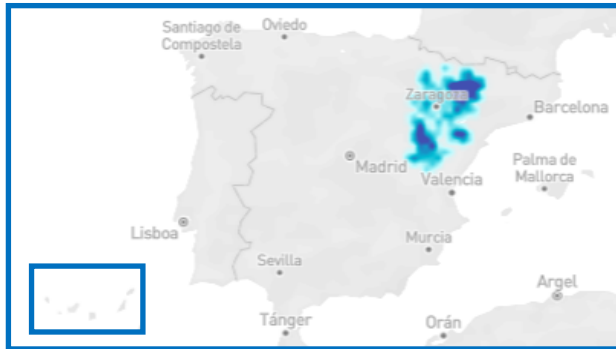 Santiago de
Compostela
Oviedo
Zaragoza
Barcelona
Madrid
Palma de
Mallorca
Valencia
Lisboa
Murcia
Sevilla
Argel
Tánger
Orán